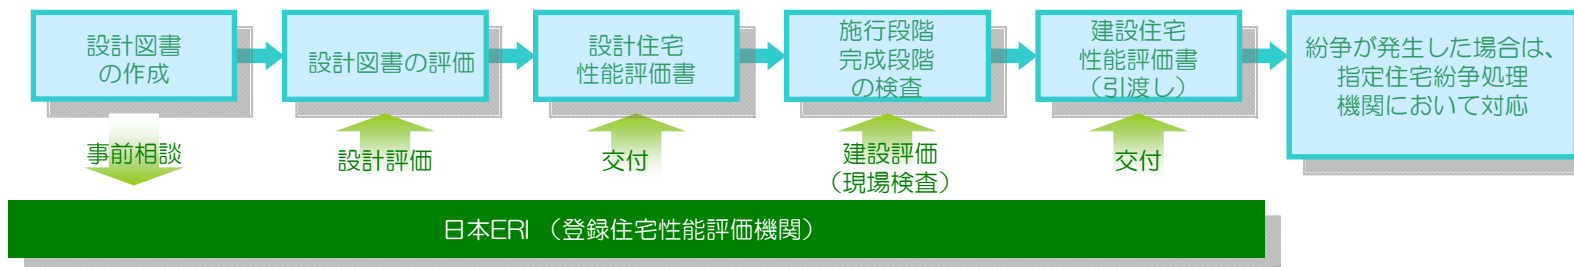 設計図書
の作成
設計図書の評価
設計住宅
性能評価書
施行段階
完成段階
の検査
建設住宅
性能評価書
（引渡し）
紛争が発生した場合は、
指定住宅紛争処理
機関において対応
事前相談
設計評価
交付
建設評価
（現場検査）
交付
日本ERI （登録住宅性能評価機関）